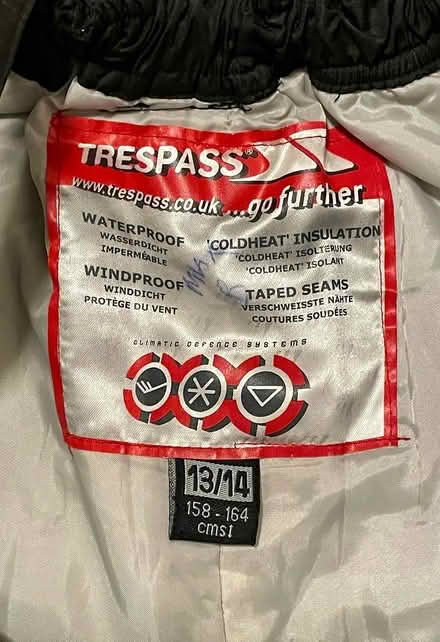 TRESPASS®
www.trespass.co.uk ...go further
WATERPROOF
WASSERDICHT
IMPERMÉABLE
'COLDHEAT' INSULATION
'COLDHEAT' ISOLTERUNG
'COLDHEAT' ISOLANT
WINDPROOF
WINDDICHT
PROTÈGE DU VENT
TAPED SEAMS
VERSCHWEISSTE NÄHTE
COUTURES SOUDÉES
CLIMATIC DEFENCE SYSTEMS
13/14
158 - 164
cms